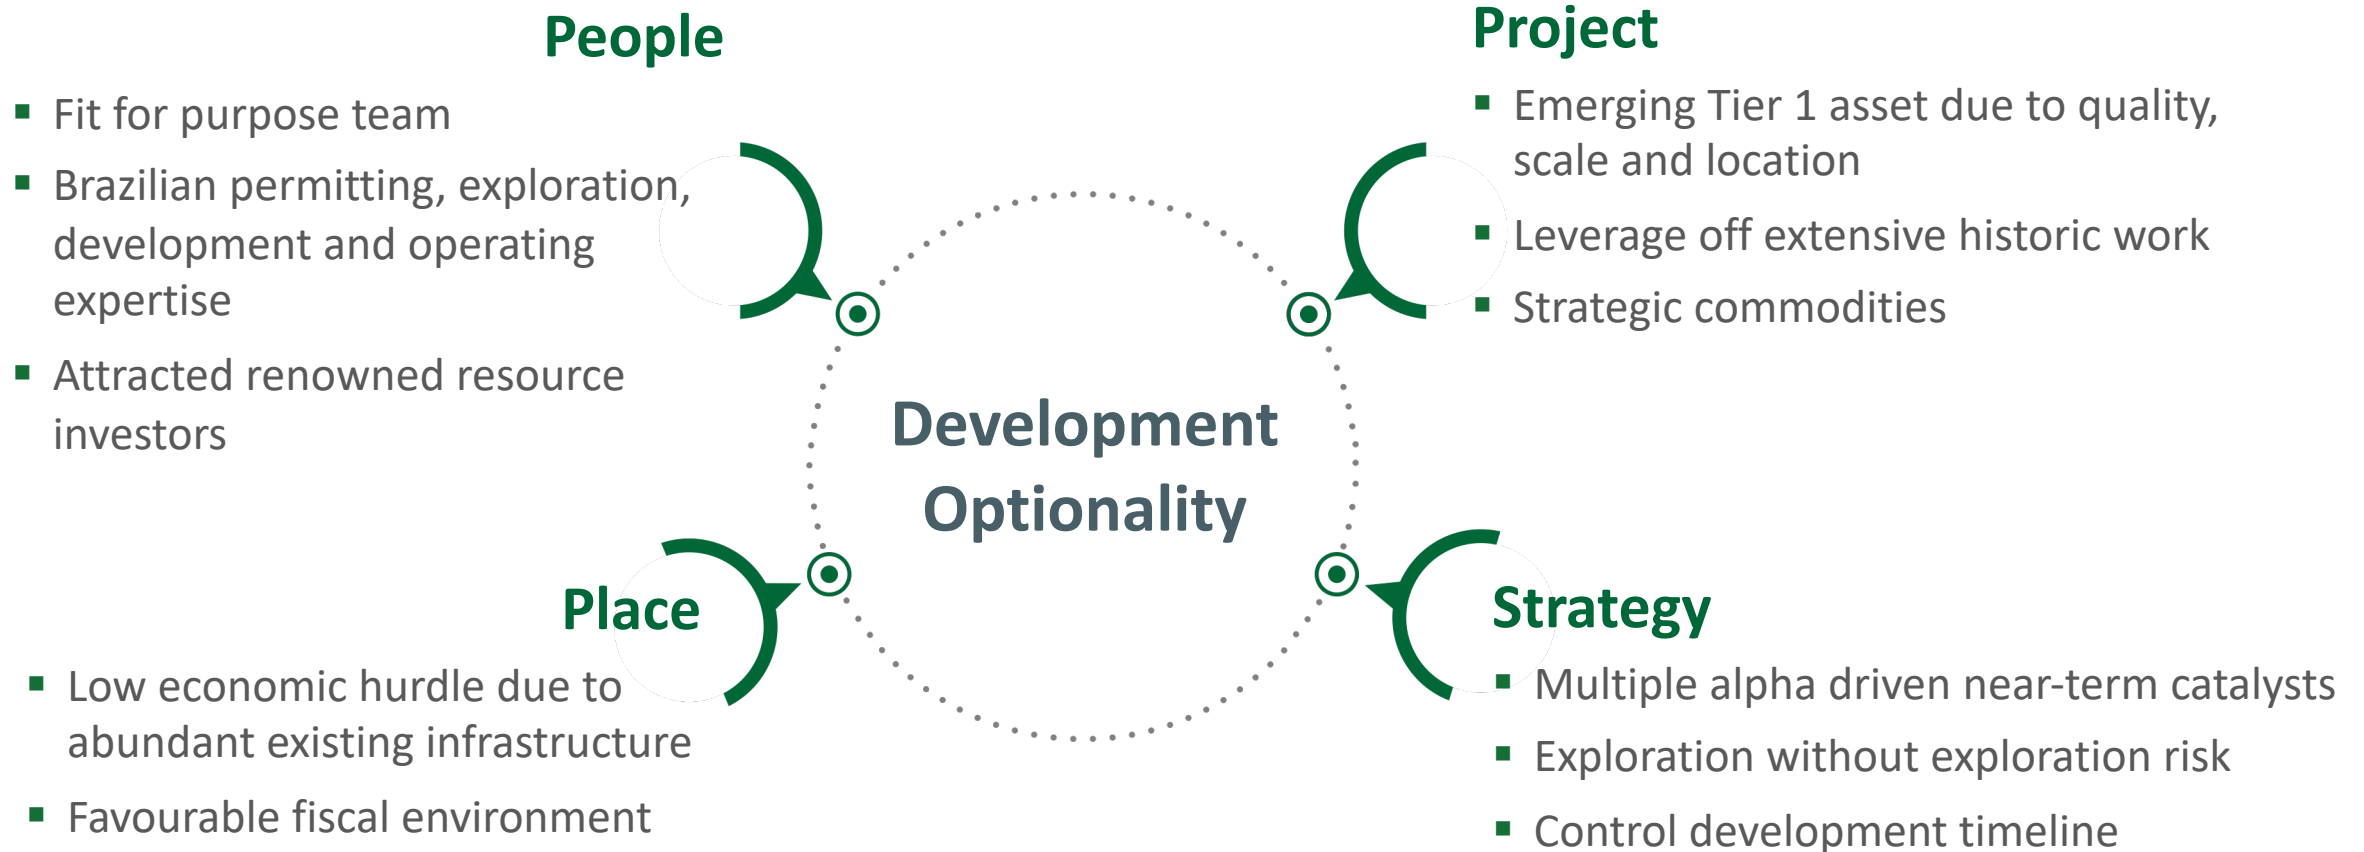 People
▪ Fit for purpose team
▪ Brazilian permitting, exploration,
development and operating
expertise
▪ Attracted renowned resource
investors
Project
▪ Emerging Tier 1 asset due to quality,
scale and location
▪ Leverage off extensive historic work
▪ Strategic commodities
Development
Optionality
Place
▪ Low economic hurdle due to
abundant existing infrastructure
▪ Favourable fiscal environment
Strategy
▪ Multiple alpha driven near-term catalysts
▪ Exploration without exploration risk
▪ Control development timeline